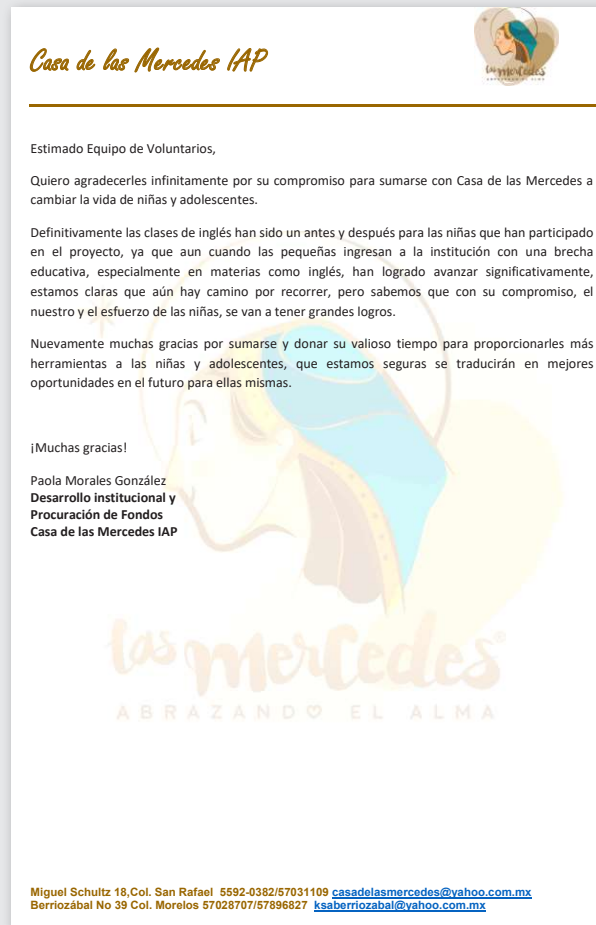 Casa de las Mercedes IAP
las mercedes
ABRAZANDO EL ALMA
Estimado Equipo de Voluntarios,
Quiero agradecerles infinitamente por su compromiso para sumarse con Casa de las Mercedes a
cambiar la vida de niñas y adolescentes.
Definitivamente las clases de inglés han sido un antes y después para las niñas que han participado
en el proyecto, ya que aun cuando las pequeñas ingresan a la institución con una brecha
educativa, especialmente en materias como inglés, han logrado avanzar significativamente,
estamos claras que aún hay camino por recorrer, pero sabemos que con su compromiso, el
nuestro y el esfuerzo de las niñas, se van a tener grandes logros.
Nuevamente muchas gracias por sumarse y donar su valioso tiempo para proporcionarles más
herramientas a las niñas y adolescentes, que estamos seguras se traducirán en mejores
oportunidades en el futuro para ellas mismas.
¡Muchas gracias!
Paola Morales González
Desarrollo institucional y
Procuración de Fondos
Casa de las Mercedes IAP
las mercedes®
ABRAZANDO EL ALMA
Miguel Schultz 18,Col. San Rafael 5592-0382/57031109 casadelasmercedes@yahoo.com.mx
Berriozábal No 39 Col. Morelos 57028707/57896827 ksaberriozabal@yahoo.com.mx